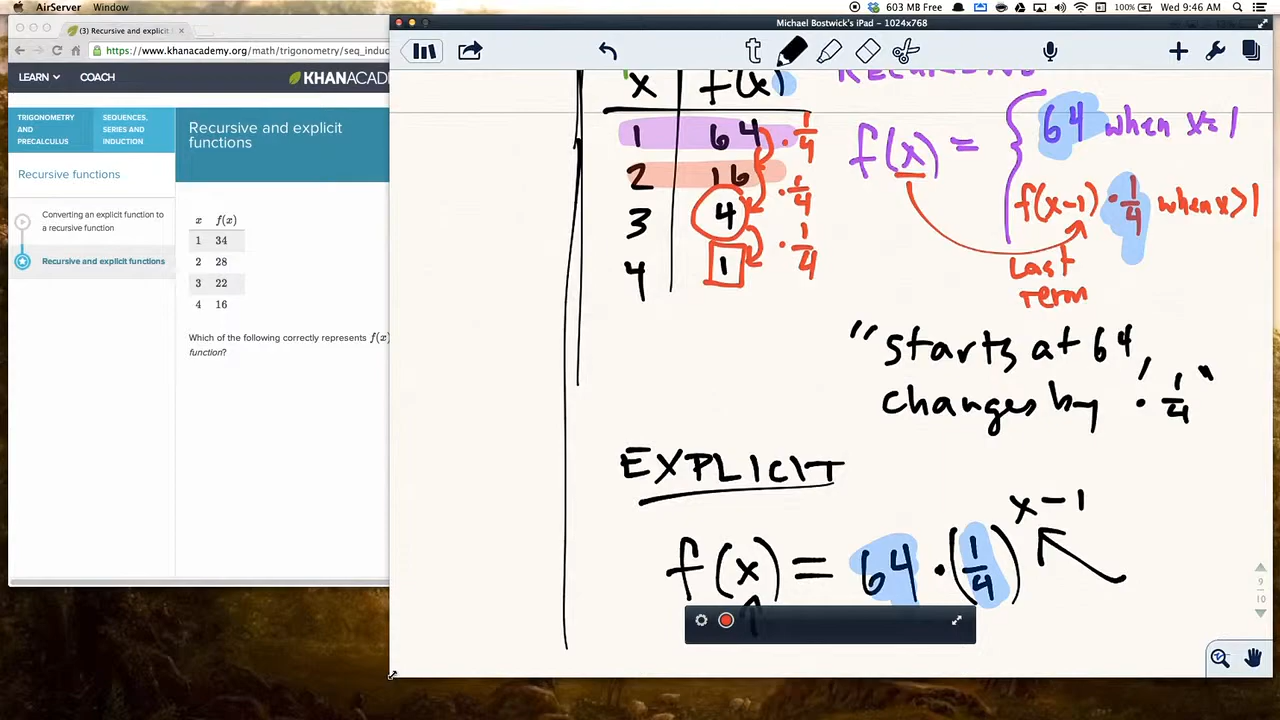 AirServer Window
603 MB Free
100%
Wed 9:46 AM
(3) Recursive and explicit
https://www.khanacademy.org/math/trigonometry/seq_induc
LEARN COACH KHANACAD
TRIGONOMETRY AND PRECALCULUS
SEQUENCES, SERIES AND INDUCTION
Recursive functions
Converting an explicit function to
a recursive function
Recursive and explicit functions
Recursive and explicit
functions
x f(x)
1 34
2 28
3 22
4 16
Which of the following correctly represents f(x)
function?
Michael Bostwick's iPad – 1024x768
t
x f(x)
1 64
2 16
3 4
4 1
· 1/4
· 1/4
· 1/4
RECURSIVE
f(x) = { 64 when x=1
f(x-1) · 1/4 when x>1
Last
Term
"starts at 64,
changes by · 1/4"
EXPLICIT
f(x) = 64 · (1/4)^x-1
9
10